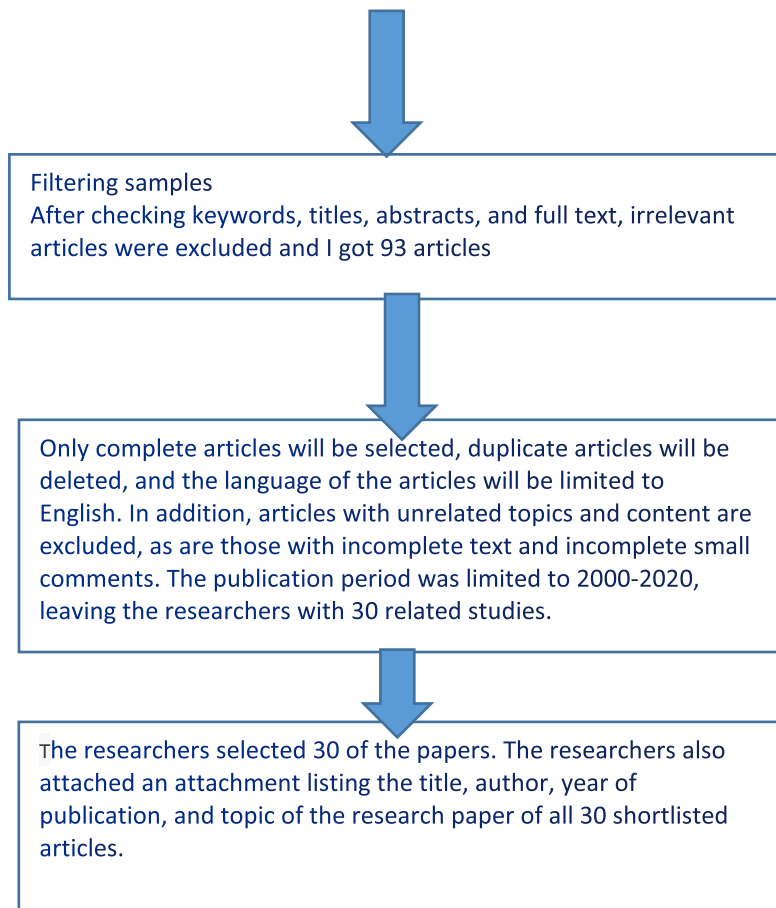 Filtering samples
After checking keywords, titles, abstracts, and full text, irrelevant
articles were excluded and I got 93 articles
Only complete articles will be selected, duplicate articles will be
deleted, and the language of the articles will be limited to
English. In addition, articles with unrelated topics and content are
excluded, as are those with incomplete text and incomplete small
comments. The publication period was limited to 2000-2020,
leaving the researchers with 30 related studies.
The researchers selected 30 of the papers. The researchers also
attached an attachment listing the title, author, year of
publication, and topic of the research paper of all 30 shortlisted
articles.